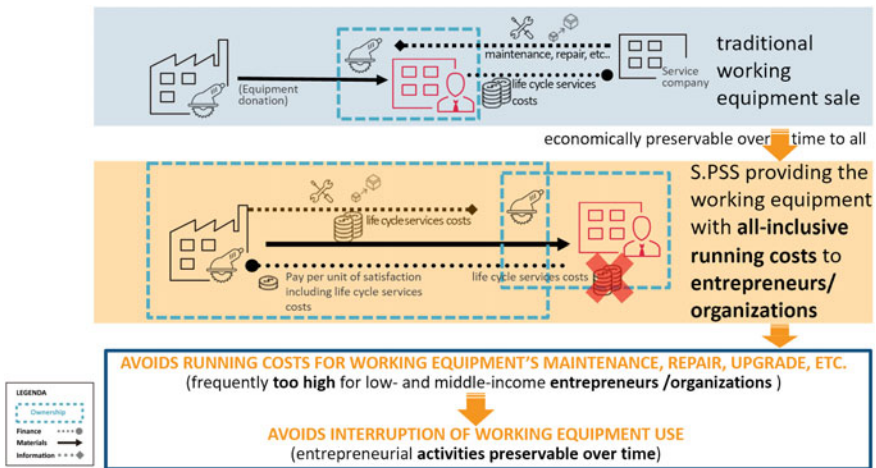 maintenance, repair, etc..
(Equipment
donation)
life cycle services
costs
Service
company
traditional
working
equipment sale
economically preservable over time to all
life cycle services costs
Pay per unit of satisfaction
including life cycle services
costs
life cycle services costs
S.PSS providing the
working equipment
with all-inclusive
running costs to
entrepreneurs/
organizations
AVOIDS RUNNING COSTS FOR WORKING EQUIPMENT'S MAINTENANCE, REPAIR, UPGRADE, ETC.
(frequently too high for low- and middle-income entrepreneurs /organizations )
AVOIDS INTERRUPTION OF WORKING EQUIPMENT USE
(entrepreneurial activities preservable over time)
LEGENDA
Ownership
Finance
Materials
Information